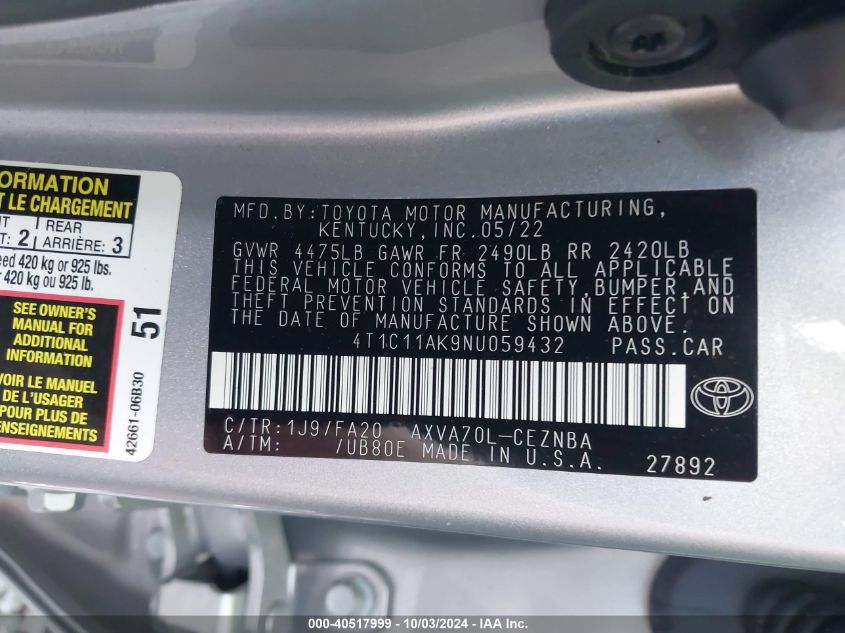 ORMATION
T LE CHARGEMENT
NT
REAR
T: 2
ARRIÈRE: 3
eed 420 kg or 925 lbs.
420 kg ou 925 lb.
SEE OWNER'S
MANUAL FOR
ADDITIONAL
INFORMATION
VOIR LE MANUEL
DE L'USAGER
POUR PLUS DE
RENSEIGNEMENTS
51
42661-06B30
MFD.BY:TOYOTA MOTOR MANUFACTURING,
KENTUCKY, INC.05/22
GVWR 4475LB GAWR FR 2490LB RR 2420LB
THIS VEHICLE CONFORMS TO ALL APPLICABLE
FEDERAL MOTOR VEHICLE SAFETY,BUMPER,AND
THEFT PREVENTION STANDARDS IN EFFECT ON
THE DATE OF MANUFACTURE SHOWN ABOVE.
4T1C11AK9NU059432 PASS.CAR
C/TR:1J9/FA20 AXVA70L-CEZNBA
A/TM: /UB80E MADE IN U.S.A. 27892
000-40517999 | 10/03/2024 - IAA Inc.